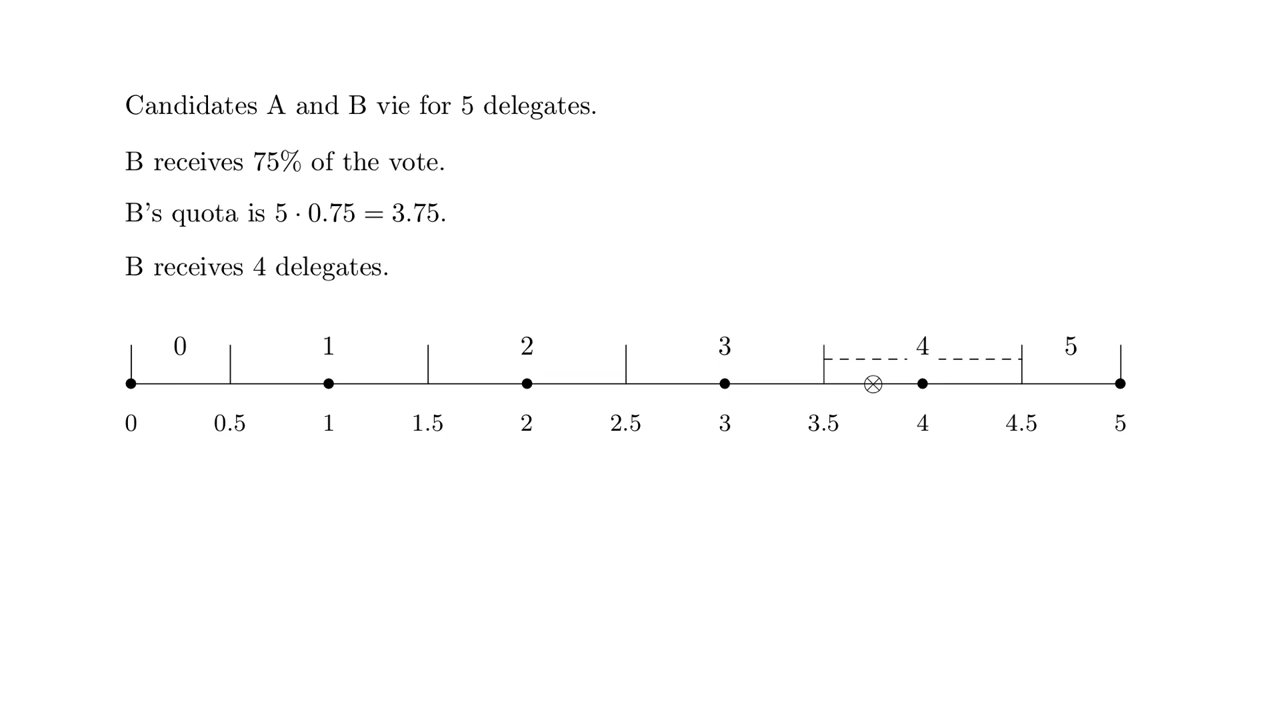 Candidates A and B vie for 5 delegates.
B receives 75% of the vote.
B's quota is 5 · 0.75 = 3.75.
B receives 4 delegates.
0 1 2 3 4 5
0 0.5 1 1.5 2 2.5 3 3.5 4 4.5 5